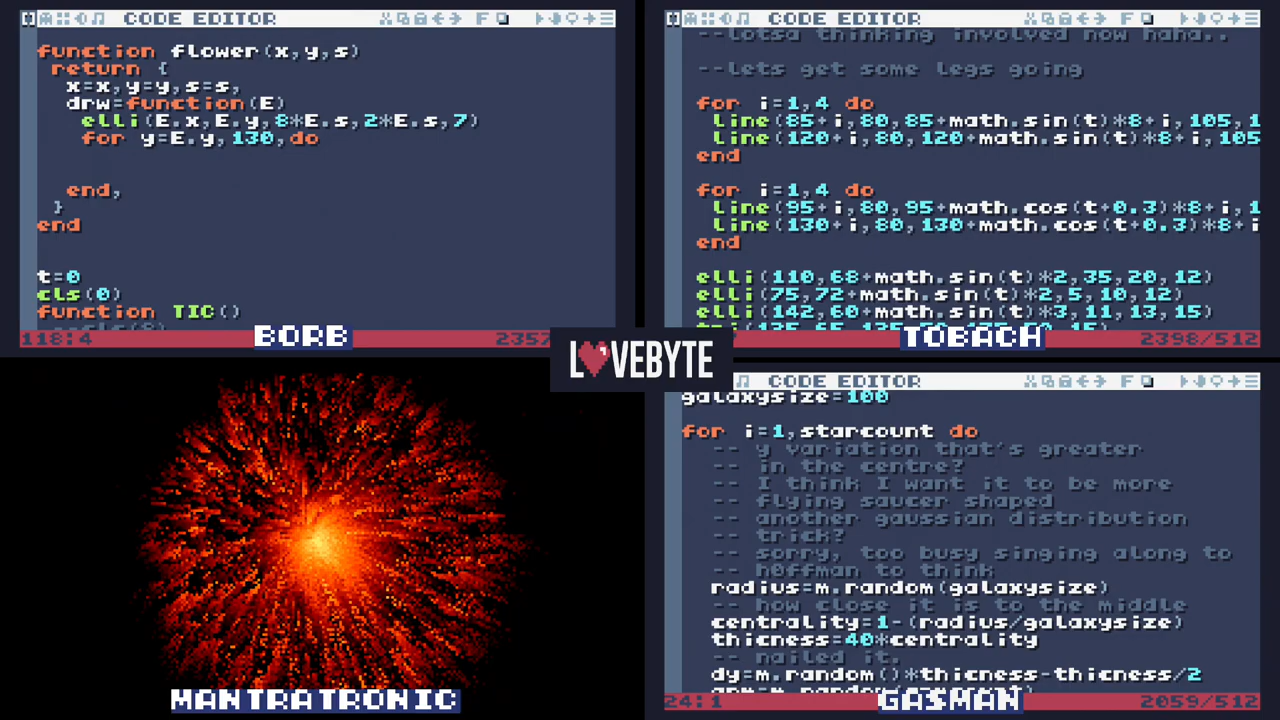 CODE EDITOR
F
function flower(x,y,s)
return {
x=x,y=y,s=s,
drw=function(E)
elli(E.x,E.y,8*E.s,2*E.s,7)
for y=E.y,130,do
end,
}
end
t=0
cls(0)
function TIC()
--cls(8)
118:4
2357
BORB
CODE EDITOR
F
--lotsa thinking involved now haha..
--lets get some legs going
for i=1,4 do
line(85+i,80,85+math.sin(t)*8+i,105,1
line(120+i,80,120+math.sin(t)*8+i,105
end
for i=1,4 do
line(95+i,80,95+math.cos(t+0.3)*8+i,1
line(130+i,80,130+math.cos(t+0.3)*8+i
end
elli(110,68+math.sin(t)*2,35,20,12)
elli(75,72+math.sin(t)*2,5,10,12)
elli(142,60+math.sin(t)*3,11,13,15)
2398/512
TOBACH
LOVEBYTE
MANTRATRONIC
CODE EDITOR
F
galaxysize=100
for i=1,starcount do
-- y variation that's greater
-- in the centre?
-- I think I want it to be more
-- flying saucer shaped
-- another gaussian distribution
-- trick?
-- sorry, too busy singing along to
-- h0ffman to think
radius=m.random(galaxysize)
-- how close it is to the middle
centrality=1-(radius/galaxysize)
thicness=40*centrality
-- nailed it.
dy=m.random()*thicness-thicness/2
24:1
2059/512
GASMAN